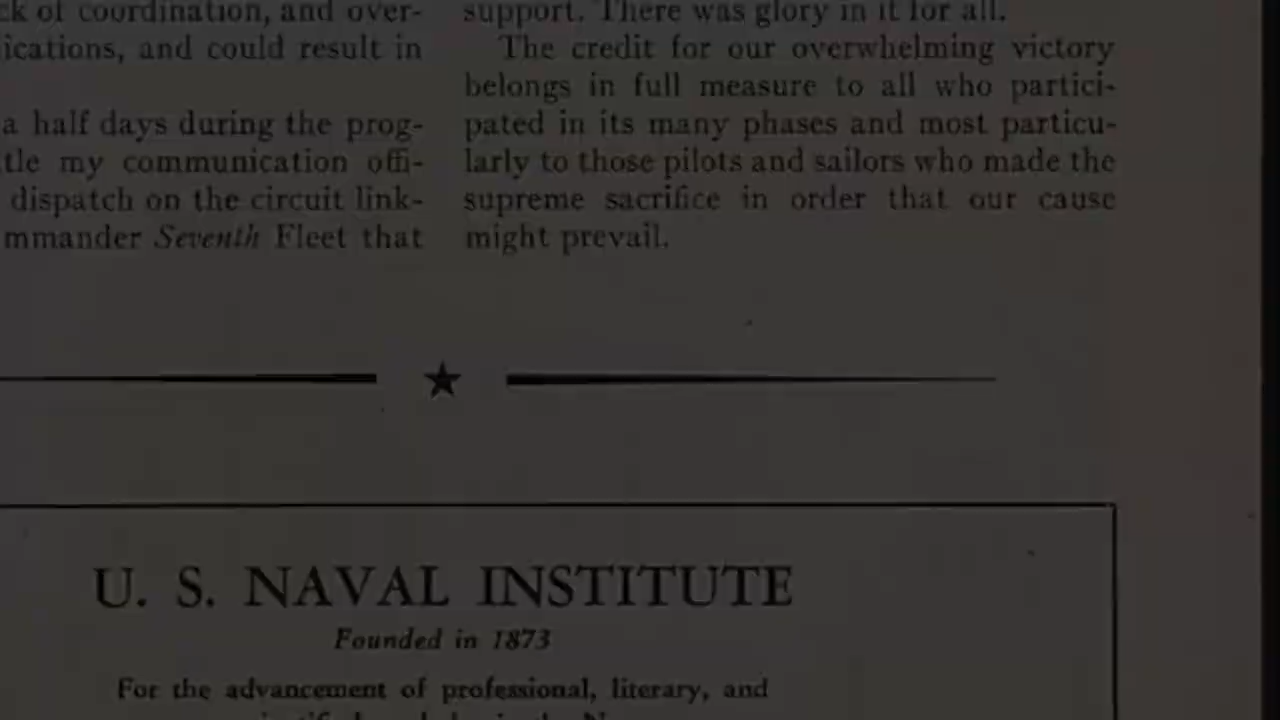 ck of coordination, and over-
ications, and could result in
a half days during the prog-
tle my communication offi-
dispatch on the circuit link-
mmander Seventh Fleet that
support. There was glory in it for all.
The credit for our overwhelming victory
belongs in full measure to all who partici-
pated in its many phases and most particu-
larly to those pilots and sailors who made the
supreme sacrifice in order that our cause
might prevail.
U. S. NAVAL INSTITUTE
Founded in 1873
For the advancement of professional, literary, and